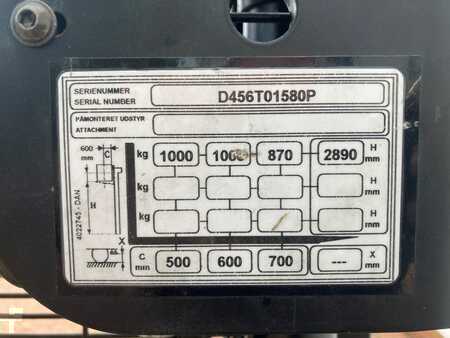 SERIENUMMER
SERIAL NUMBER
D456T01580P
PÅMONTERET UDSTYR
ATTACHMENT
600 mm
C
kg 1000 1000 870 2890 H mm
kg H mm
kg H mm
H
X
4022745 - DAN
C mm 500 600 700 --- X mm